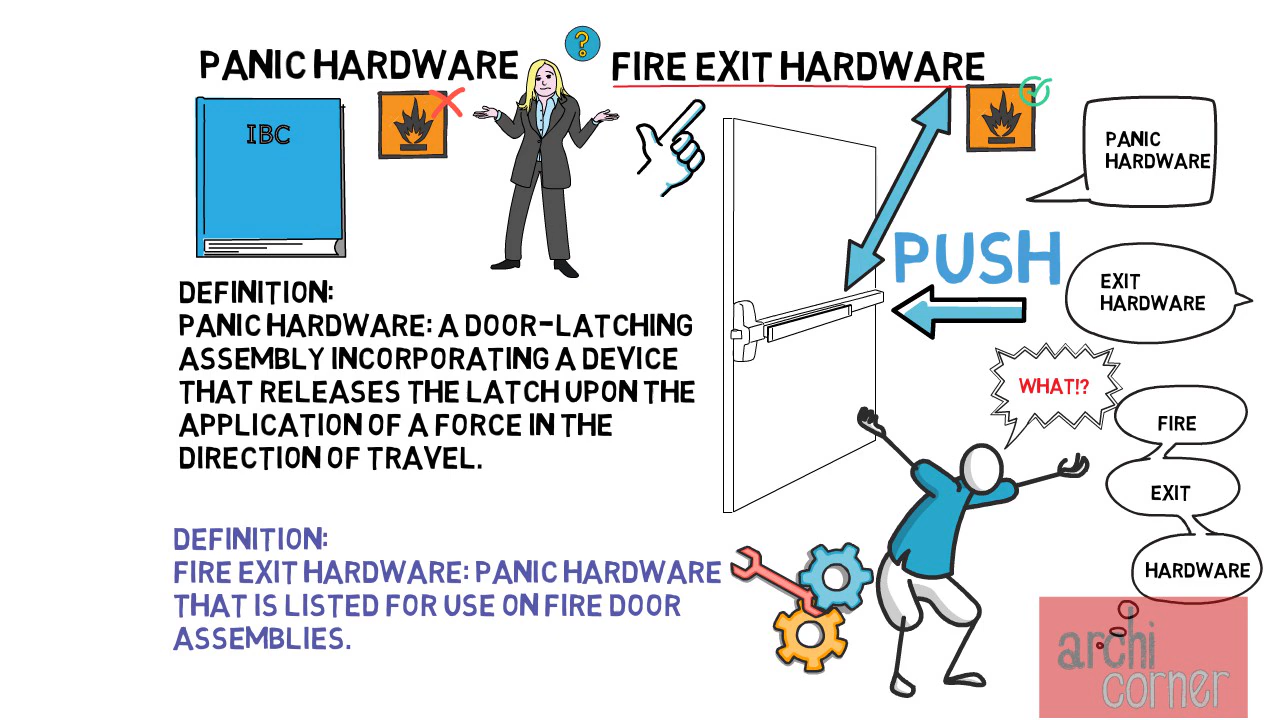 PANIC HARDWARE
?
FIRE EXIT HARDWARE
IBC
PANIC
HARDWARE
PUSH
EXIT
HARDWARE
DEFINITION:
PANIC HARDWARE: A DOOR-LATCHING
ASSEMBLY INCORPORATING A DEVICE
THAT RELEASES THE LATCH UPON THE
APPLICATION OF A FORCE IN THE
DIRECTION OF TRAVEL.
WHAT!?
FIRE
EXIT
HARDWARE
DEFINITION:
FIRE EXIT HARDWARE: PANIC HARDWARE
THAT IS LISTED FOR USE ON FIRE DOOR
ASSEMBLIES.
archi
corner